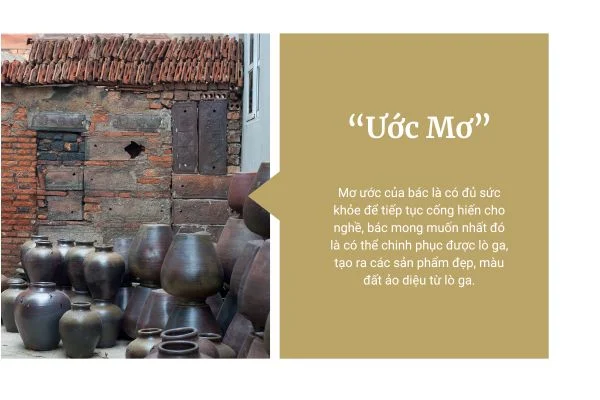 “Ước Mơ”
Mơ ước của bác là có đủ sức
khỏe để tiếp tục cống hiến cho
nghề, bác mong muốn nhất đó
là có thể chinh phục được lò ga,
tạo ra các sản phẩm đẹp, màu
đất ảo diệu từ lò ga.